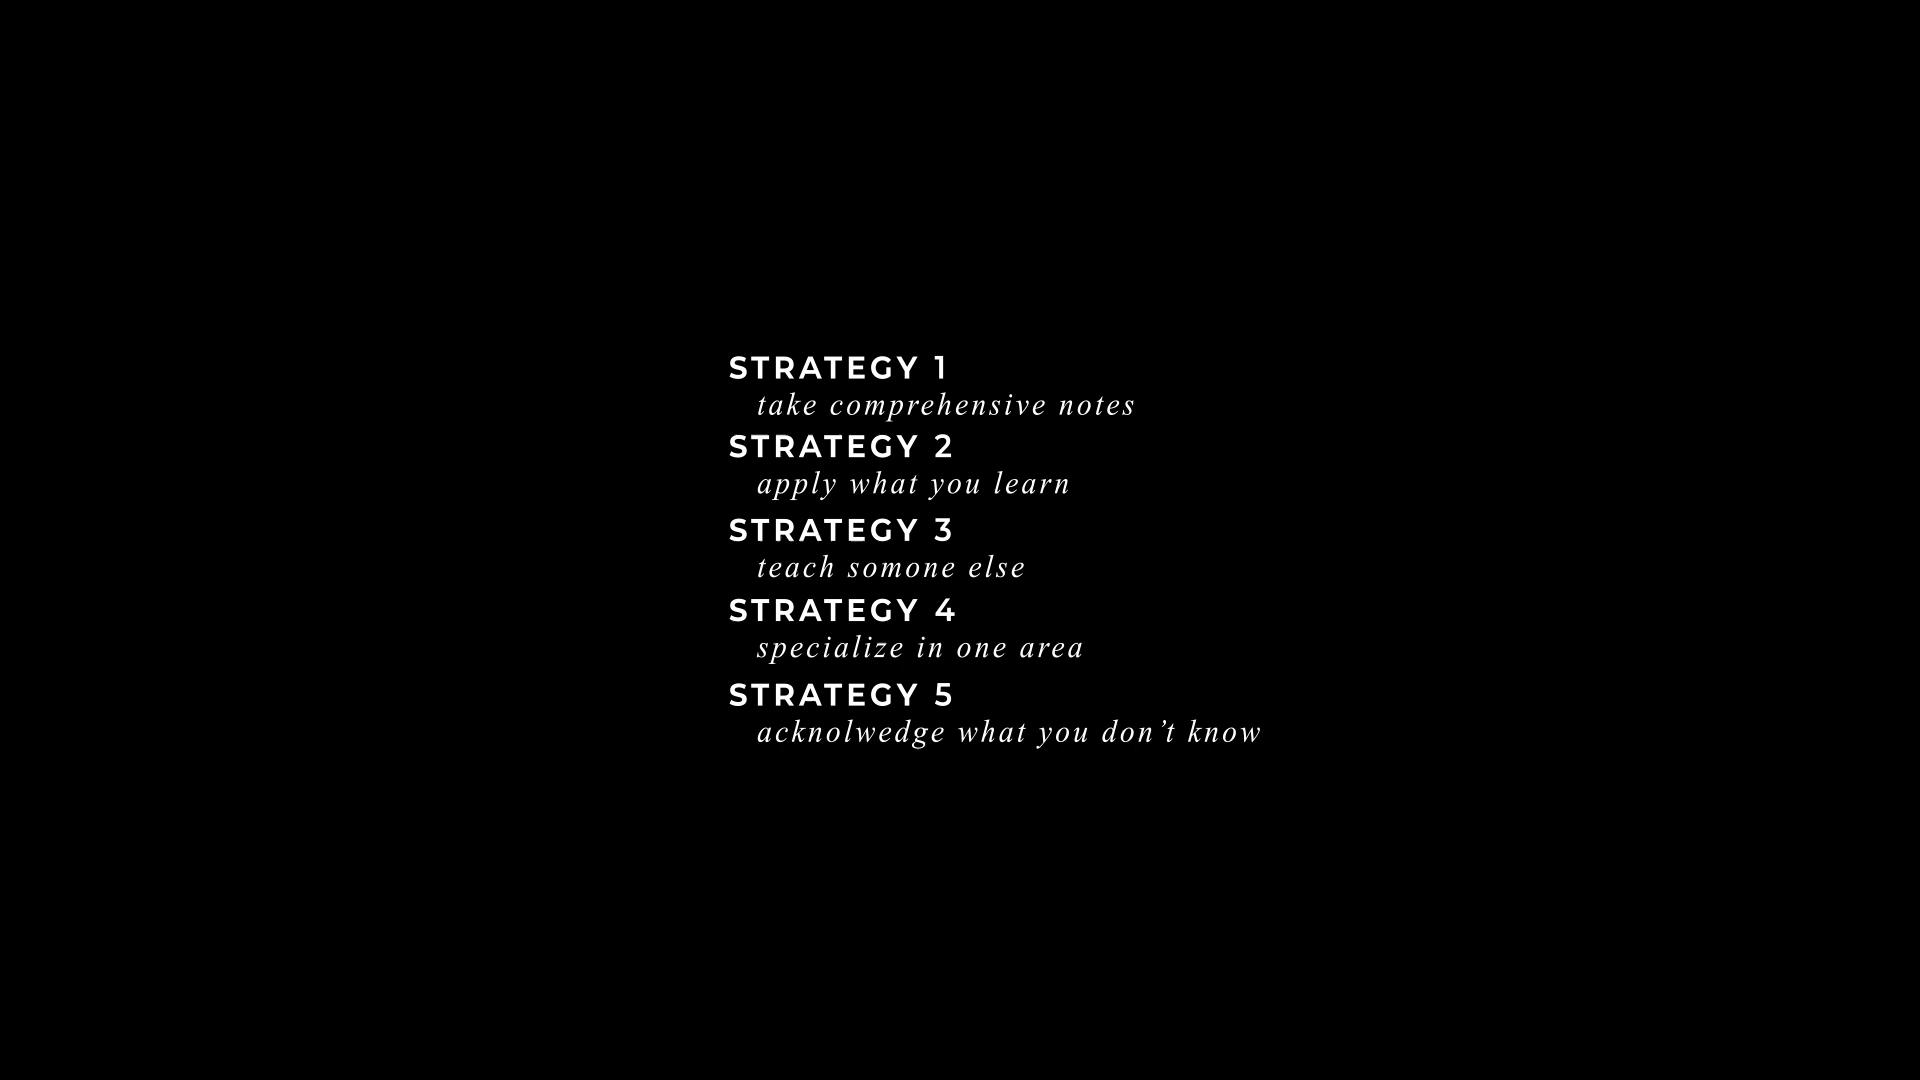 STRATEGY 1
take comprehensive notes
STRATEGY 2
apply what you learn
STRATEGY 3
teach somone else
STRATEGY 4
specialize in one area
STRATEGY 5
acknolwedge what you don’t know